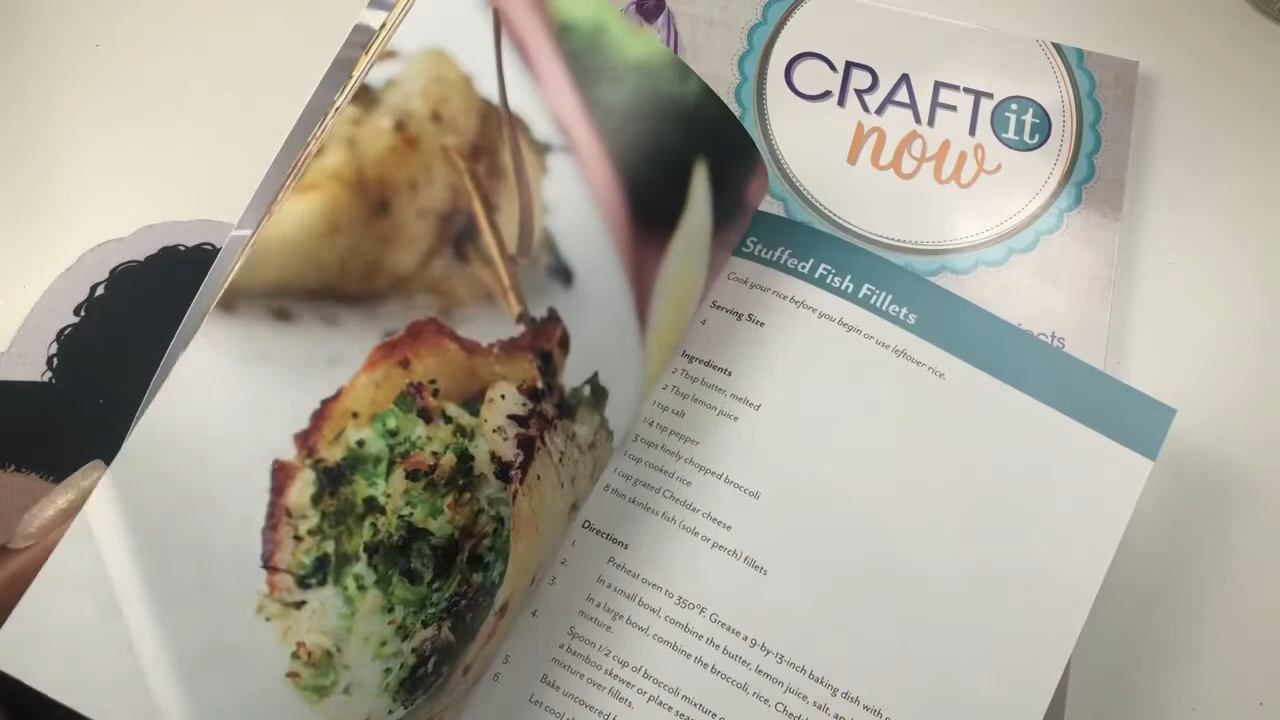 CRAFT it
now
jects
Stuffed Fish Fillets
Cook your rice before you begin or use leftover rice.
Serving Size
4
Ingredients
2 Tbsp butter, melted
2 Tbsp lemon juice
1 tsp salt
1/4 tsp pepper
3 cups finely chopped broccoli
1 cup cooked rice
1 cup grated Cheddar cheese
8 thin skinless fish (sole or perch) fillets
Directions
1. Preheat oven to 350°F. Grease a 9-by-13-inch baking dish with
2. In a small bowl, combine the butter, lemon juice, salt,
3. In a large bowl, combine the broccoli, rice,
mixture.
4. Spoon 1/2 cup of broccoli mixture
a bamboo skewer or place
mixture over fillets.
5. Bake uncovered
6. Let cool